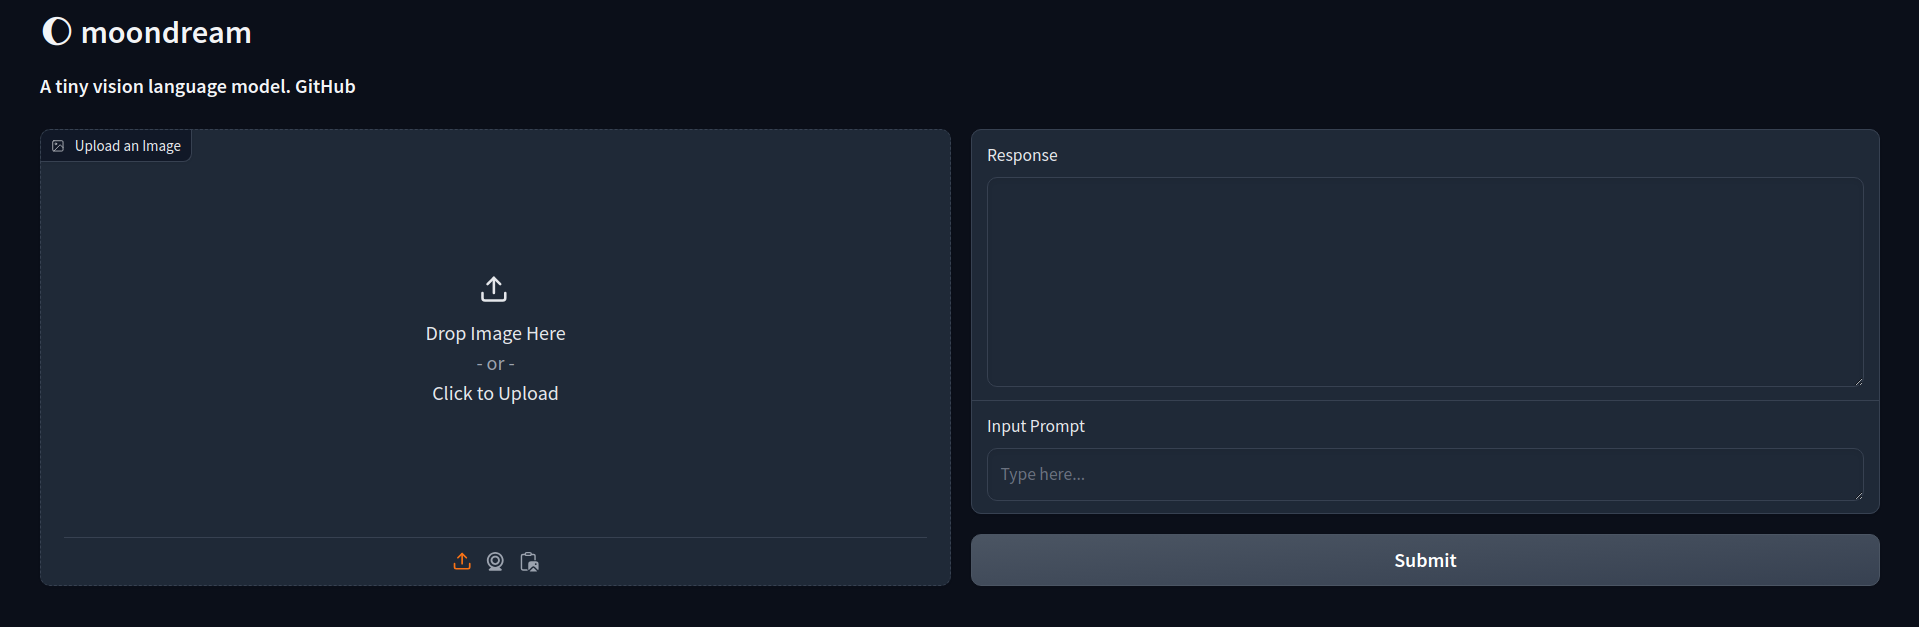 moondream
A tiny vision language model. GitHub
Upload an Image
Drop Image Here
- or -
Click to Upload
Response
Input Prompt
Type here...
Submit